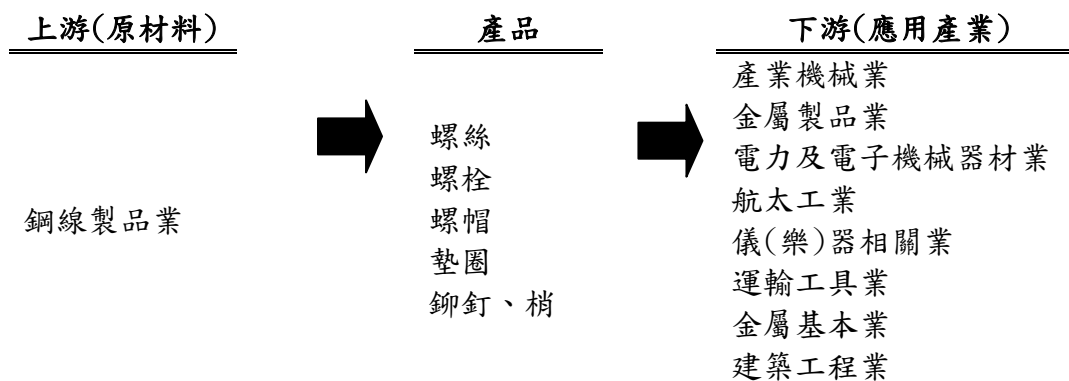 上游(原材料)
鋼線製品業
產品
螺絲
螺栓
螺帽
墊圈
鉚釘、梢
下游(應用產業)
產業機械業
金屬製品業
電力及電子機械器材業
航太工業
儀(樂)器相關業
運輸工具業
金屬基本業
建築工程業